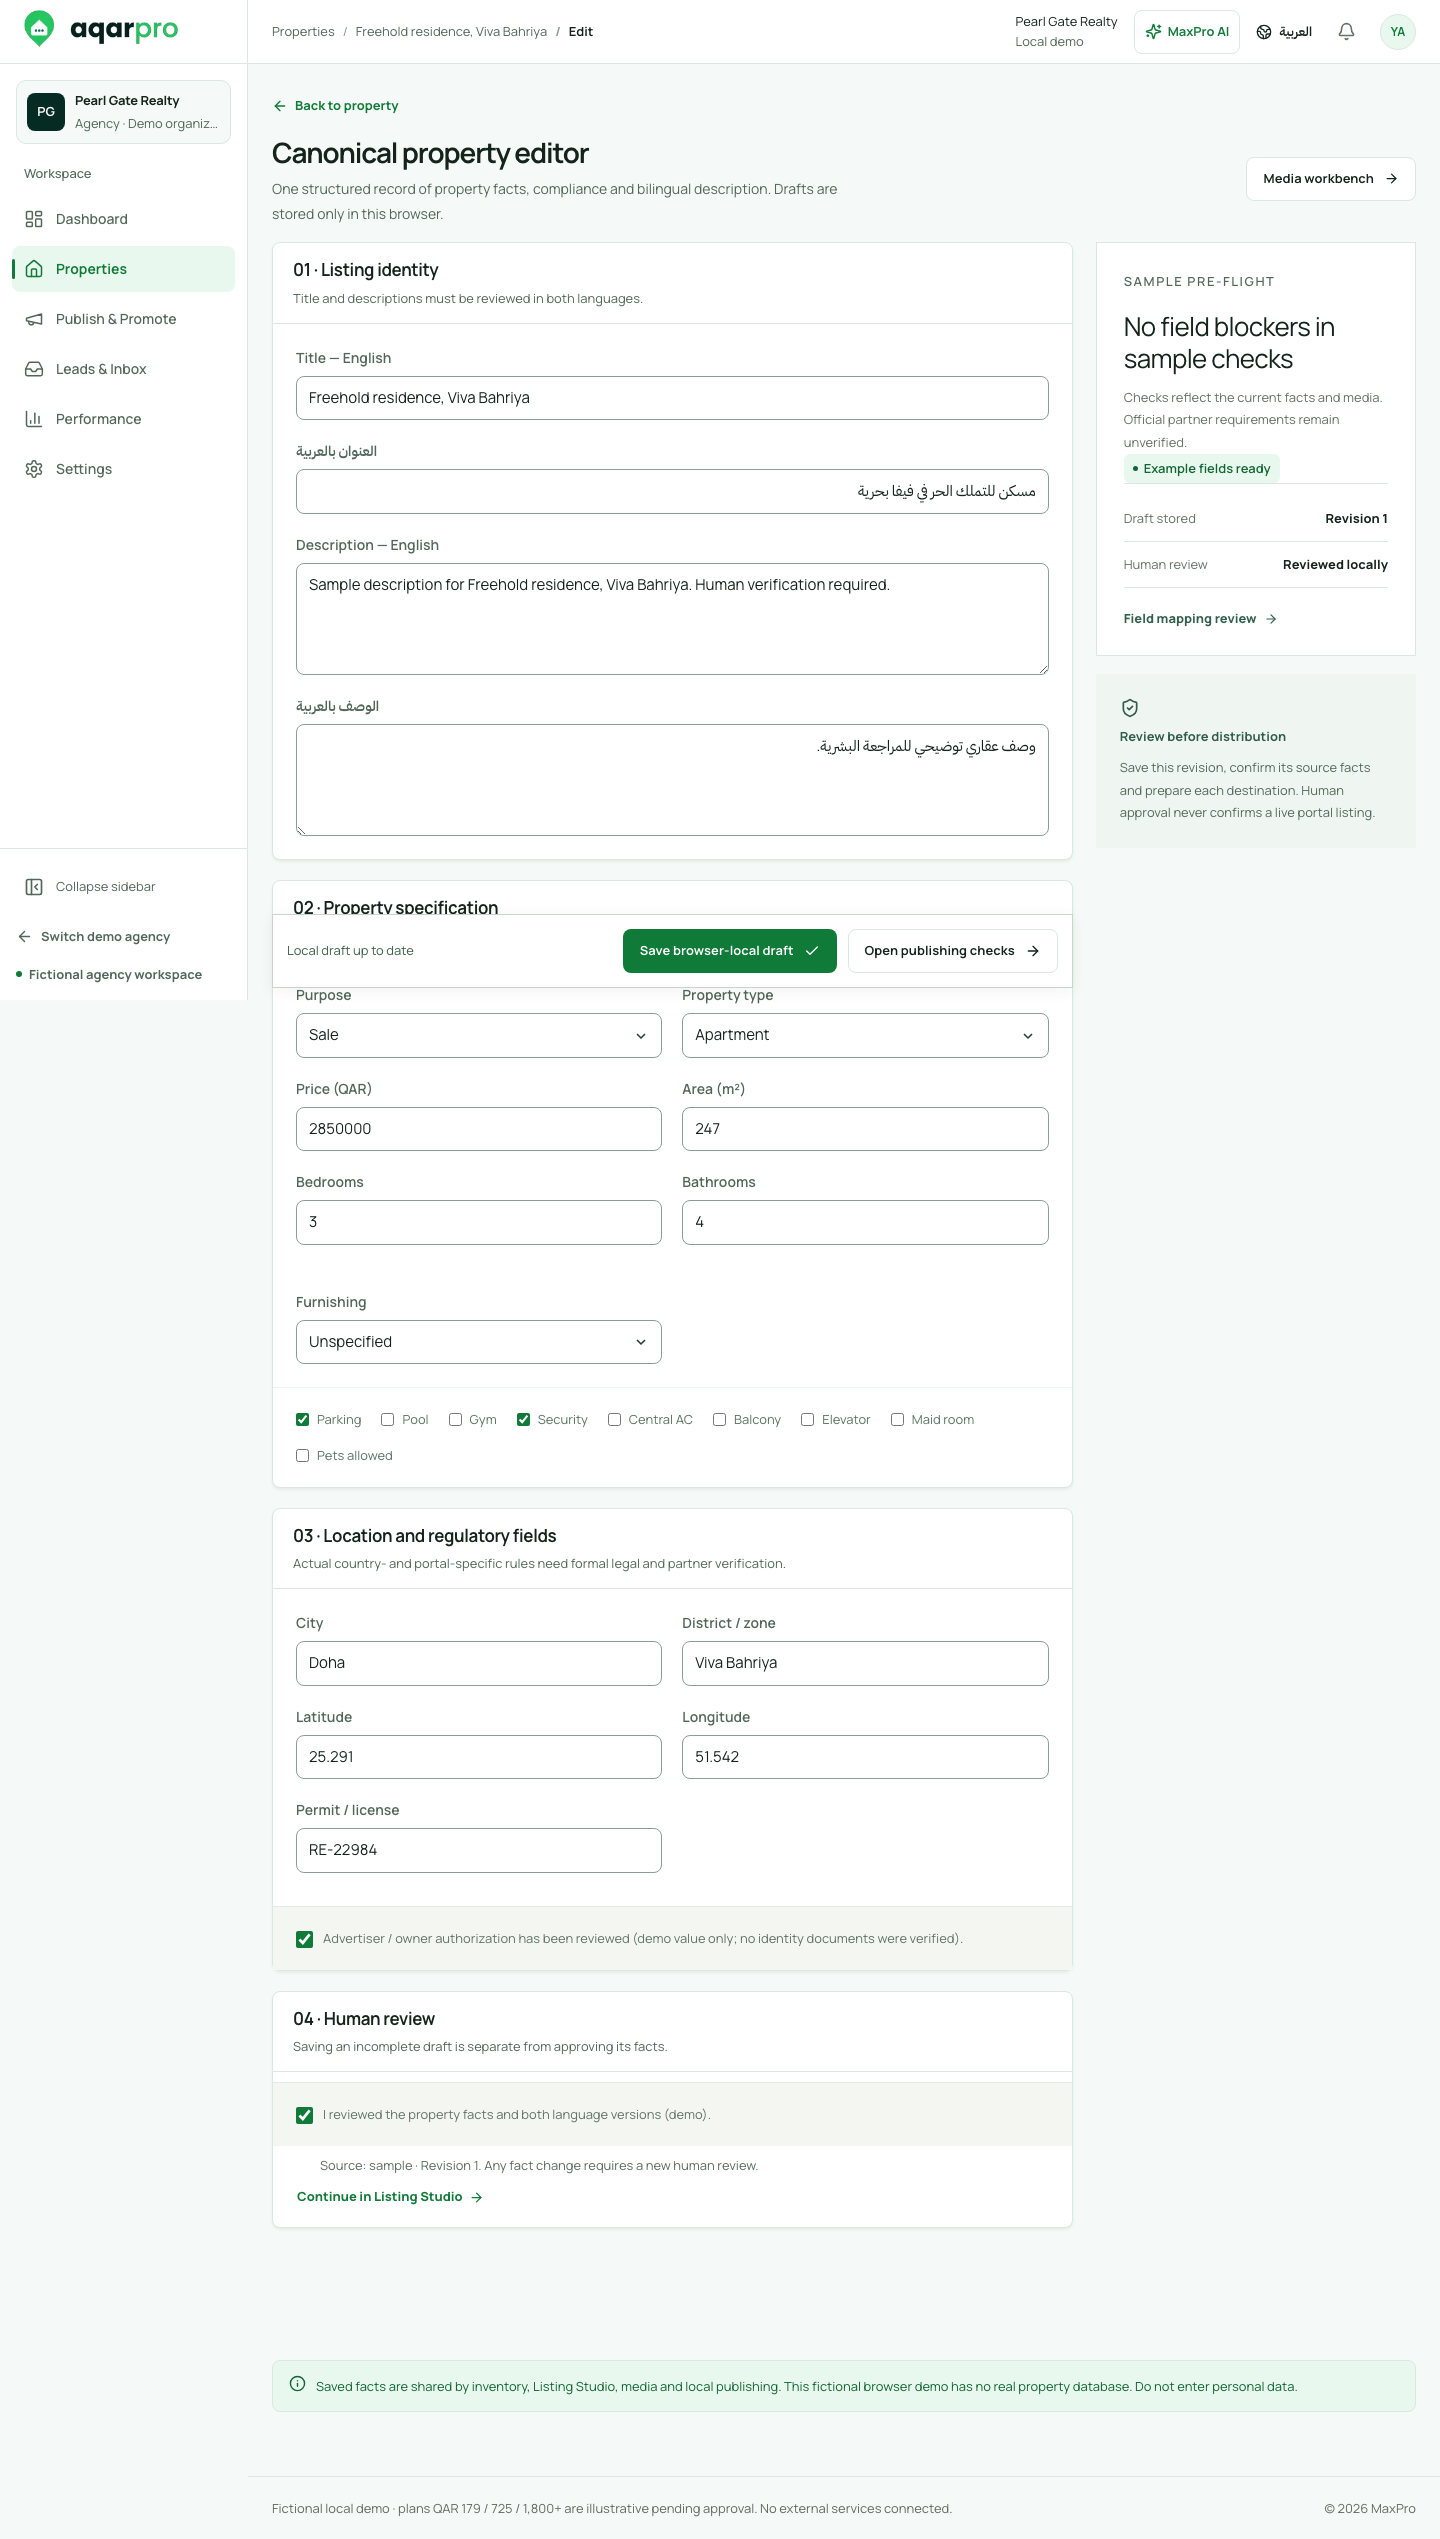 aqarpro
Properties / Freehold residence, Viva Bahriya / Edit
Pearl Gate Realty
Local demo
MaxPro AI
العربية
YA
PG
Pearl Gate Realty
Agency · Demo organiz...
Workspace
Dashboard
Properties
Publish & Promote
Leads & Inbox
Performance
Settings
Collapse sidebar
Switch demo agency
Fictional agency workspace
Back to property
Canonical property editor
One structured record of property facts, compliance and bilingual description. Drafts are
stored only in this browser.
Media workbench
01 · Listing identity
Title and descriptions must be reviewed in both languages.
Title — English
Freehold residence, Viva Bahriya
العنوان بالعربية
مسكن للتملك الحر في فيفا بحرية
Description — English
Sample description for Freehold residence, Viva Bahriya. Human verification required.
الوصف بالعربية
وصف عقاري توضيحي للمراجعة البشرية.
SAMPLE PRE-FLIGHT
No field blockers in
sample checks
Checks reflect the current facts and media.
Official partner requirements remain
unverified.
Example fields ready
Draft stored Revision 1
Human review Reviewed locally
Field mapping review
Review before distribution
Save this revision, confirm its source facts
and prepare each destination. Human
approval never confirms a live portal listing.
02 · Property specification
Local draft up to date
Save browser-local draft
Open publishing checks
Purpose
Sale
Property type
Apartment
Price (QAR)
2850000
Area (m²)
247
Bedrooms
3
Bathrooms
4
Furnishing
Unspecified
Parking Pool Gym Security Central AC Balcony Elevator Maid room
Pets allowed
03 · Location and regulatory fields
Actual country- and portal-specific rules need formal legal and partner verification.
City
Doha
District / zone
Viva Bahriya
Latitude
25.291
Longitude
51.542
Permit / license
RE-22984
Advertiser / owner authorization has been reviewed (demo value only; no identity documents were verified).
04 · Human review
Saving an incomplete draft is separate from approving its facts.
I reviewed the property facts and both language versions (demo).
Source: sample · Revision 1. Any fact change requires a new human review.
Continue in Listing Studio
Saved facts are shared by inventory, Listing Studio, media and local publishing. This fictional browser demo has no real property database. Do not enter personal data.
Fictional local demo · plans QAR 179 / 725 / 1,800+ are illustrative pending approval. No external services connected.
© 2026 MaxPro